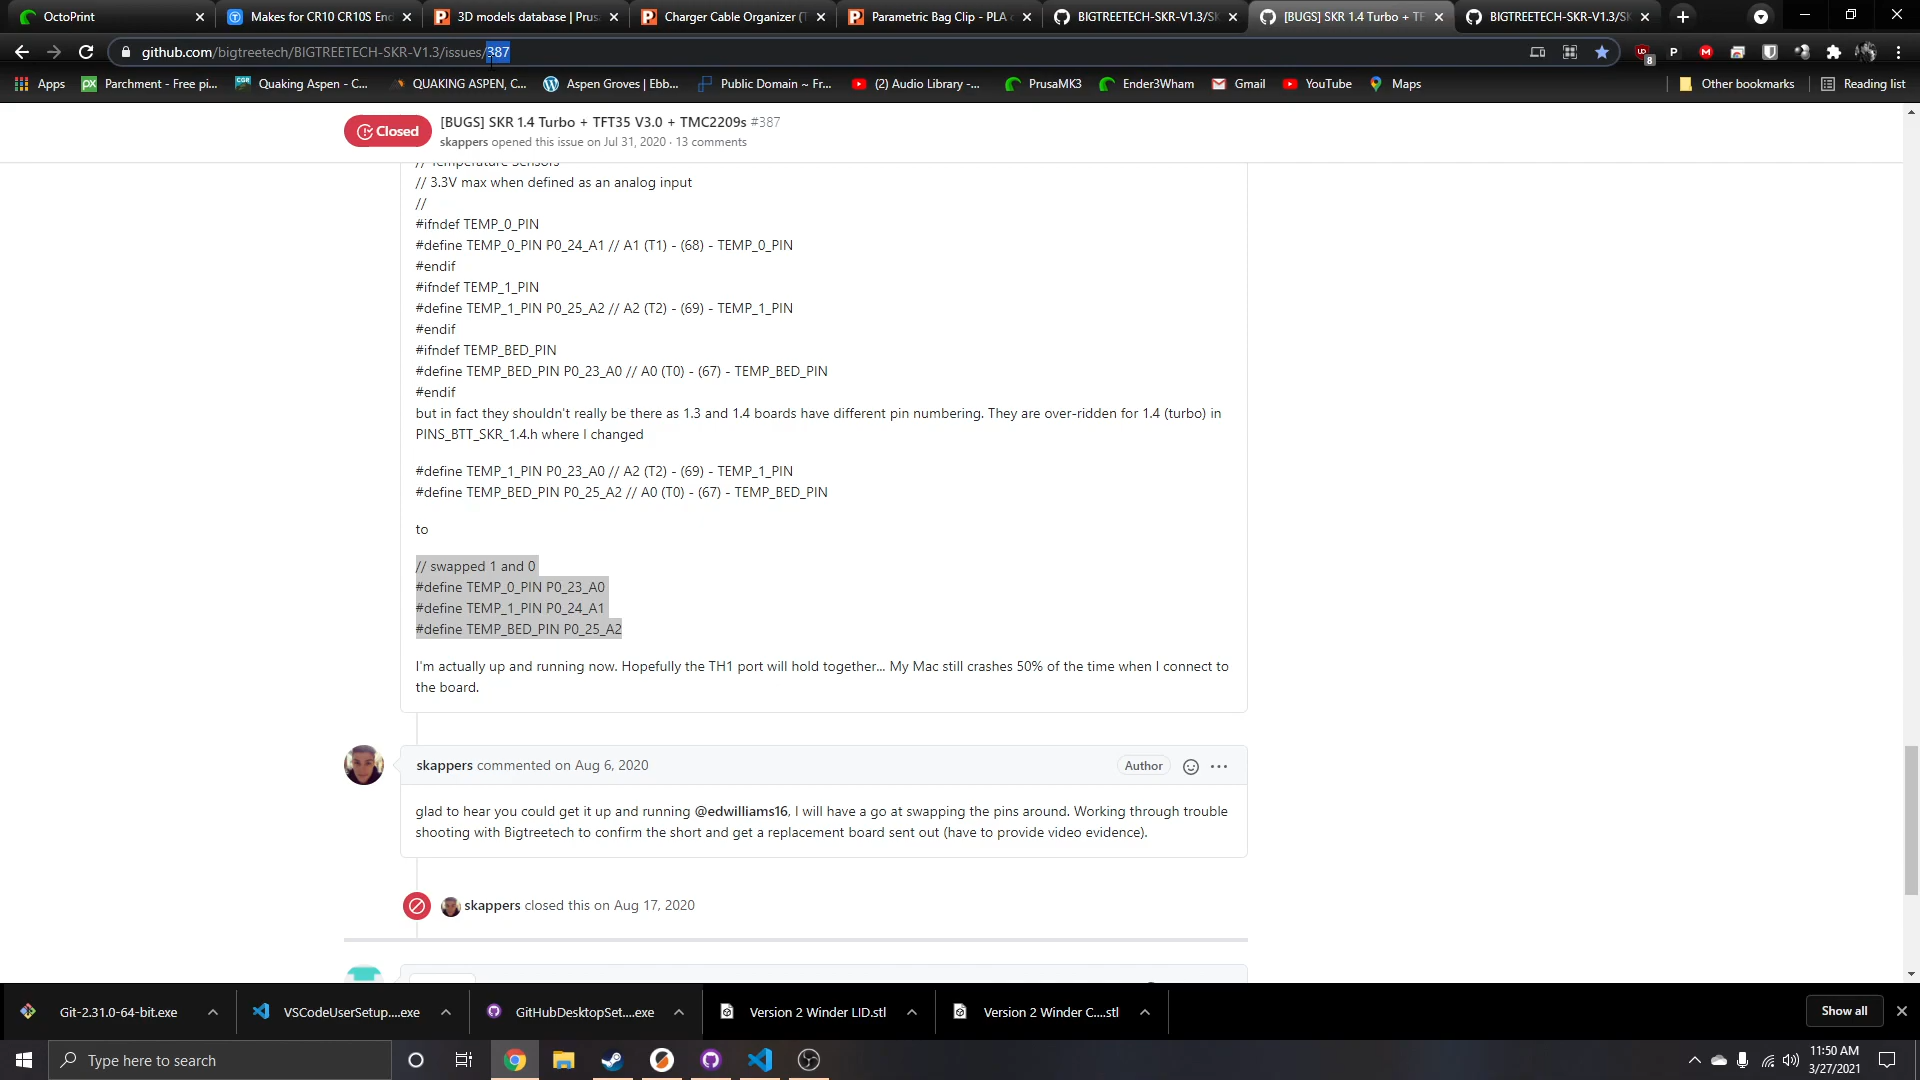 OctoPrint
Makes for CR10 CR10S End
3D models database | Prus
Charger Cable Organizer (T
Parametric Bag Clip - PLA
BIGTREETECH-SKR-V1.3/SK
[BUGS] SKR 1.4 Turbo + TF
BIGTREETECH-SKR-V1.3/SK
github.com/bigtreetech/BIGTREETECH-SKR-V1.3/issues/387
8
Apps
Parchment - Free pi...
Quaking Aspen - C...
QUAKING ASPEN, C...
Aspen Groves | Ebb...
Public Domain ~ Fr...
(2) Audio Library -...
PrusaMK3
Ender3Wham
Gmail
YouTube
Maps
Other bookmarks
Reading list
Closed
[BUGS] SKR 1.4 Turbo + TFT35 V3.0 + TMC2209s #387
skappers opened this issue on Jul 31, 2020 · 13 comments
// Temperature Sensors
// 3.3V max when defined as an analog input
//
#ifndef TEMP_0_PIN
#define TEMP_0_PIN P0_24_A1 // A1 (T1) - (68) - TEMP_0_PIN
#endif
#ifndef TEMP_1_PIN
#define TEMP_1_PIN P0_25_A2 // A2 (T2) - (69) - TEMP_1_PIN
#endif
#ifndef TEMP_BED_PIN
#define TEMP_BED_PIN P0_23_A0 // A0 (T0) - (67) - TEMP_BED_PIN
#endif
but in fact they shouldn't really be there as 1.3 and 1.4 boards have different pin numbering. They are over-ridden for 1.4 (turbo) in
PINS_BTT_SKR_1.4.h where I changed
#define TEMP_1_PIN P0_23_A0 // A2 (T2) - (69) - TEMP_1_PIN
#define TEMP_BED_PIN P0_25_A2 // A0 (T0) - (67) - TEMP_BED_PIN
to
// swapped 1 and 0
#define TEMP_0_PIN P0_23_A0
#define TEMP_1_PIN P0_24_A1
#define TEMP_BED_PIN P0_25_A2
I'm actually up and running now. Hopefully the TH1 port will hold together... My Mac still crashes 50% of the time when I connect to
the board.
skappers commented on Aug 6, 2020
Author
glad to hear you could get it up and running @edwilliams16, I will have a go at swapping the pins around. Working through trouble
shooting with Bigtreetech to confirm the short and get a replacement board sent out (have to provide video evidence).
skappers closed this on Aug 17, 2020
Git-2.31.0-64-bit.exe
VSCodeUserSetup....exe
GitHubDesktopSet....exe
Version 2 Winder LID.stl
Version 2 Winder C....stl
Show all
Type here to search
11:50 AM
3/27/2021